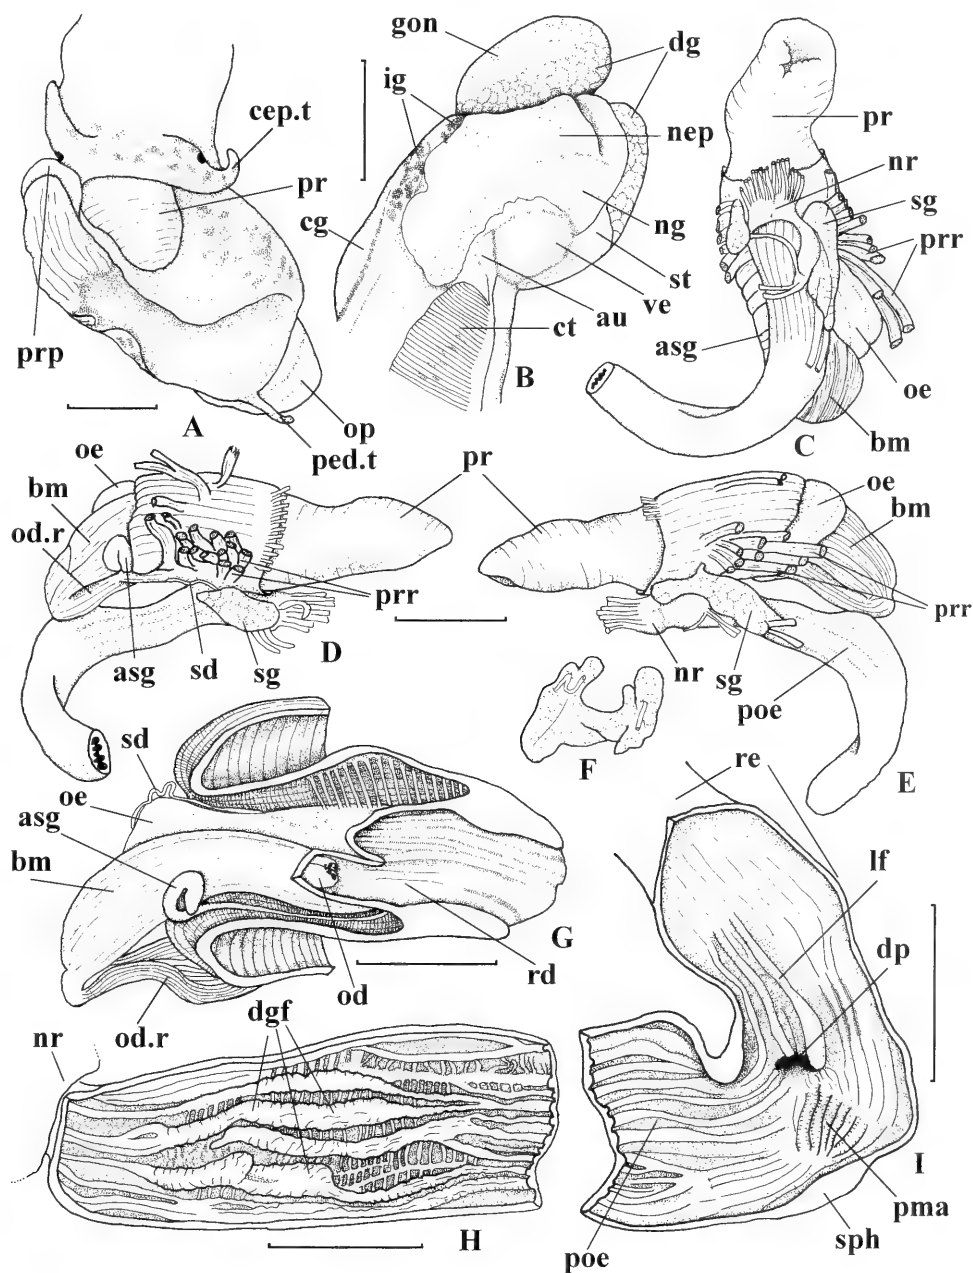 gon
dg
ig
cep.t
pr
nep
pr
nr
sg
cg
ng
prr
st
ve
au
asg
ct
prp
oe
B
A
op
ped.t
C
bm
oe
bm
od.r
pr
oe
bm
prr
prr
D
asg
sd
sg
nr
sg
poe
sd
F
E
re
oe
asg
bm
lf
dp
G
od
rd
nr
od.r
dgf
I
pma
H
poe
sph